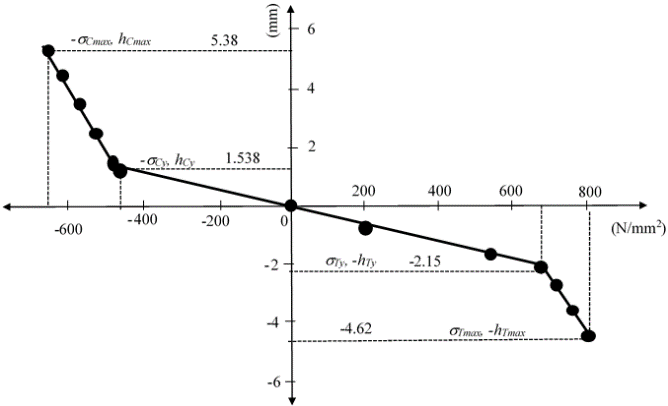 (mm)
6
-σCmax, hCmax 5.38
4
2
-σCy, hCy 1.538
-600 -400 -200 0 200 400 600 800
(N/mm²)
-2
σTy, -hTy -2.15
-4
-4.62 σTmax, -hTmax
-6